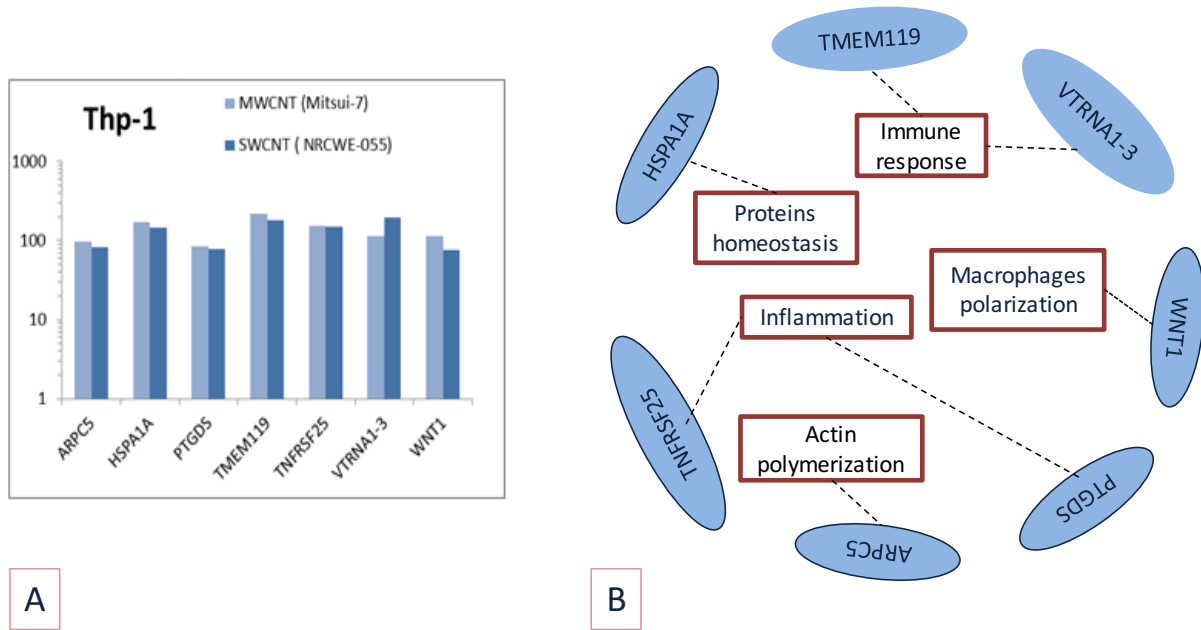 Thp-1
MWCNT (Mitsui-7)
SWCNT ( NRCWE-055)
1000
100
10
1
ARPC5
HSPA1A
PTGDS
TMEM119
TNFRSF25
VTRNA1-3
WNT1
A
TMEM119
VTRNA1-3
HSPA1A
Immune
response
Proteins
homeostasis
Macrophages
polarization
WNT1
Inflammation
TNFRSF25
Actin
polymerization
PTGDS
ARPC5
B